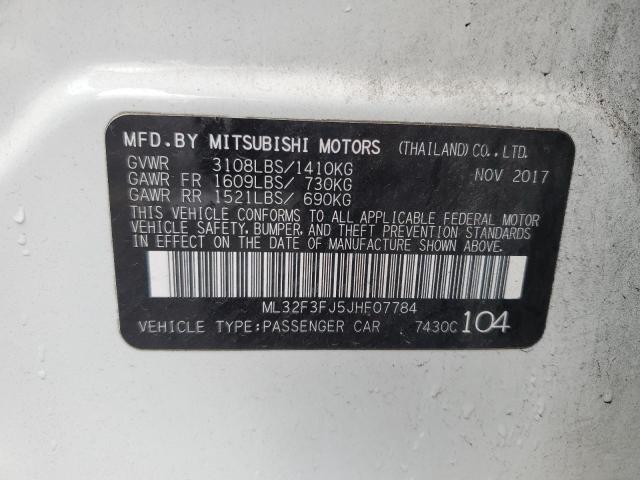 MFD.BY MITSUBISHI MOTORS (THAILAND)CO.,LTD.
GVWR 3108LBS/1410KG NOV 2017
GAWR FR 1609LBS/ 730KG
GAWR RR 1521LBS/ 690KG
THIS VEHICLE CONFORMS TO ALL APPLICABLE FEDERAL MOTOR
VEHICLE SAFETY, BUMPER, AND THEFT PREVENTION STANDARDS
IN EFFECT ON THE DATE OF MANUFACTURE SHOWN ABOVE.
ML32F3FJ5JHF07784
VEHICLE TYPE:PASSENGER CAR 7430C 104